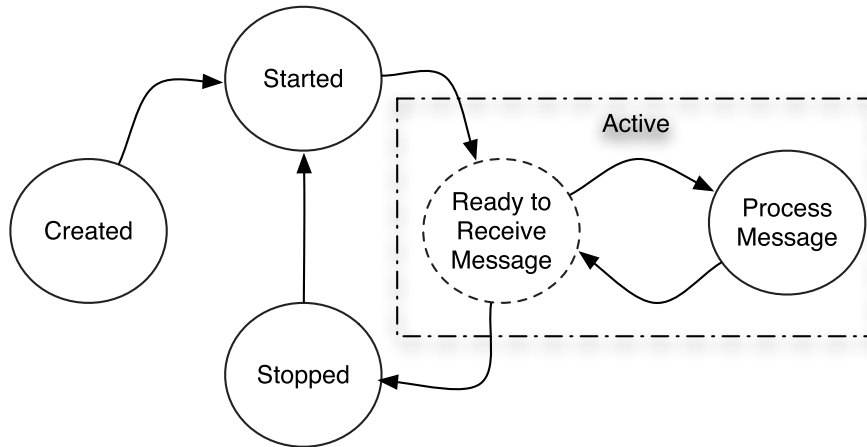 Started
Active
Created
Ready to
Receive
Message
Process
Message
Stopped